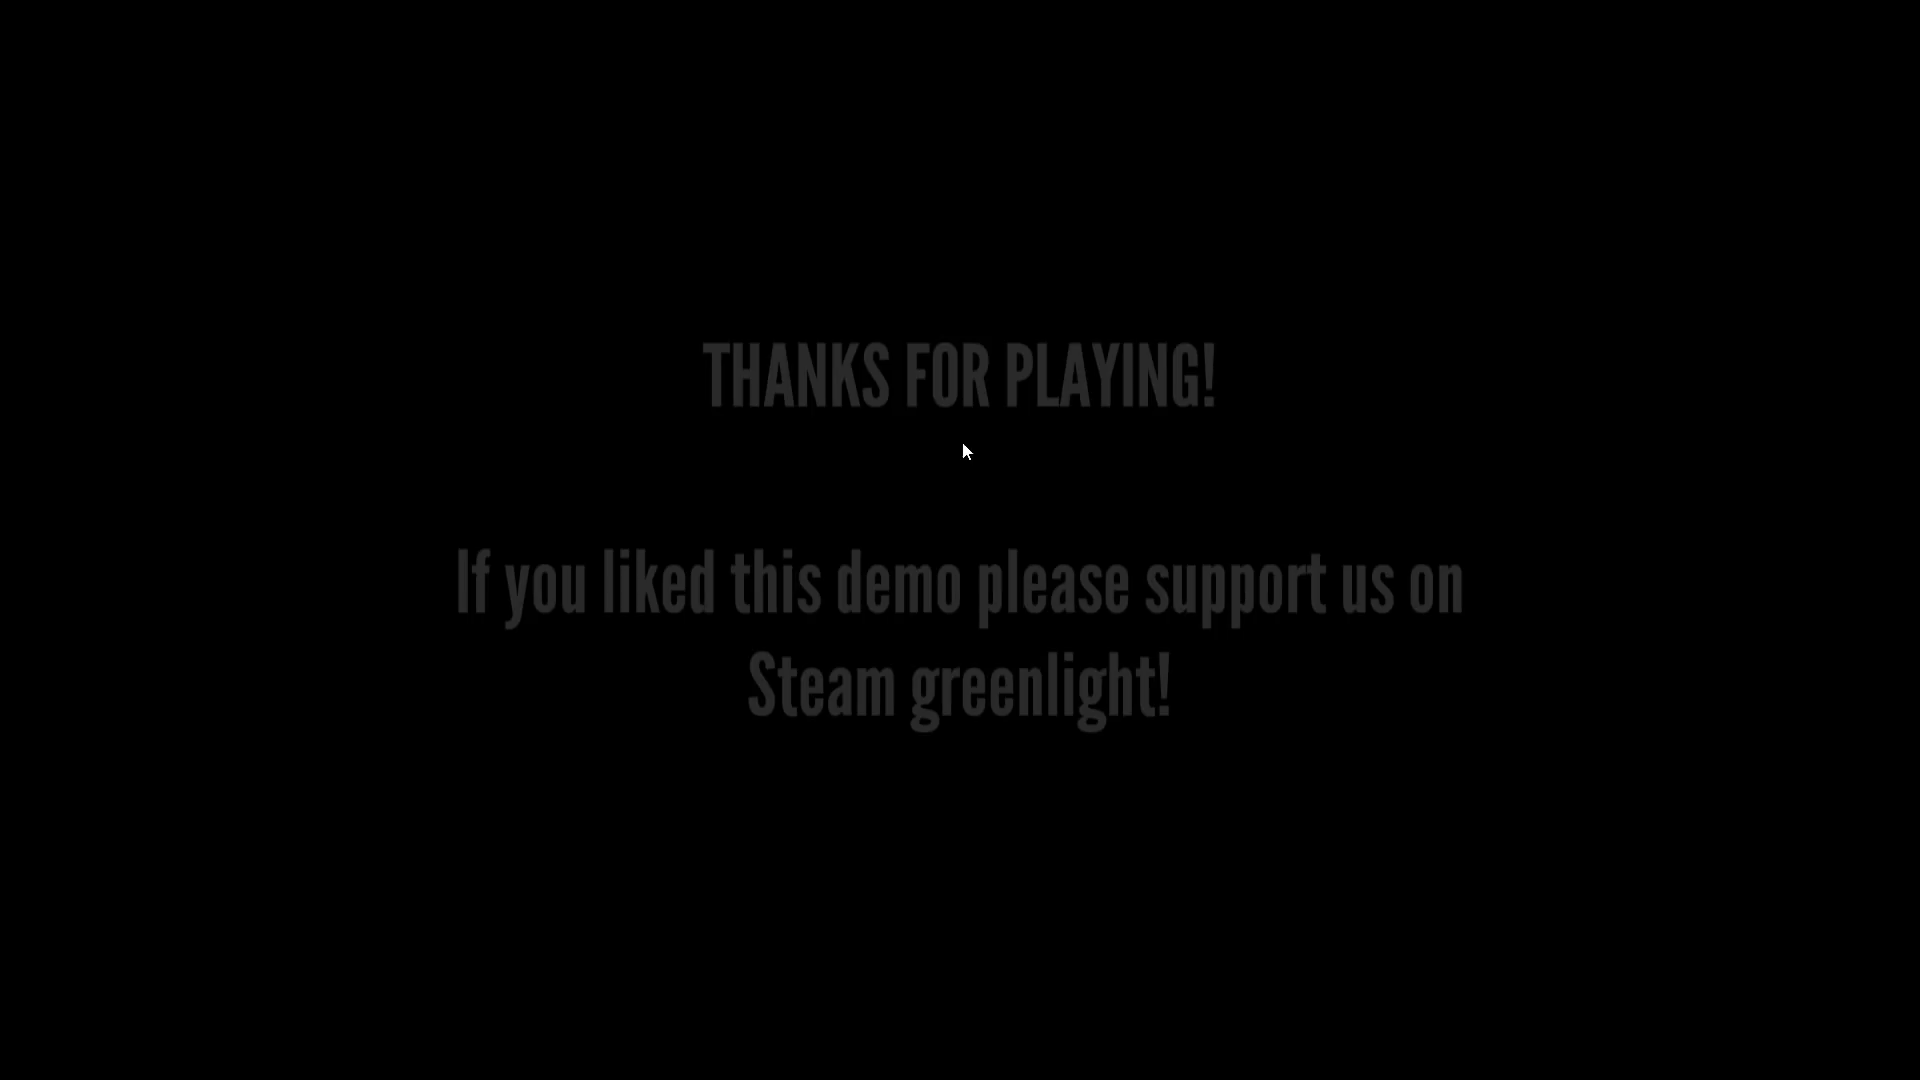 THANKS FOR PLAYING!
If you liked this demo please support us on
Steam greenlight!